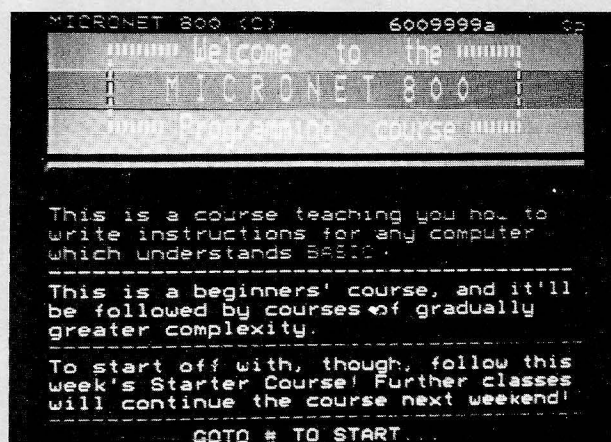 MICRONET 800 (C) 6009999a 0p
Welcome to the
MICRONET 800
Programming course
This is a course teaching you how to
write instructions for any computer
which understands BASIC.
This is a beginners' course, and it'll
be followed by courses of gradually
greater complexity.
To start off with, though, follow this
week's Starter Course! Further classes
will continue the course next weekend!
GOTO # TO START...